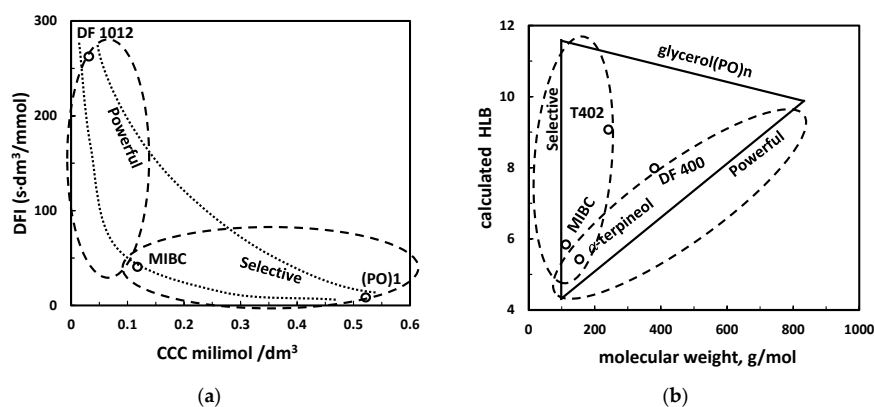 DF 1012
300
250
200
150
100
50
0
DFI (s·dm³/mmol)
Powerful
MIBC
Selective
(PO)1
0 0.1 0.2 0.3 0.4 0.5 0.6
CCC milimol /dm³
(a)
12
10
8
6
4
calculated HLB
glycerol(PO)n
Selective
T402
DF 400
Powerful
MIBC
α-terpineol
0 200 400 600 800 1000
molecular weight, g/mol
(b)